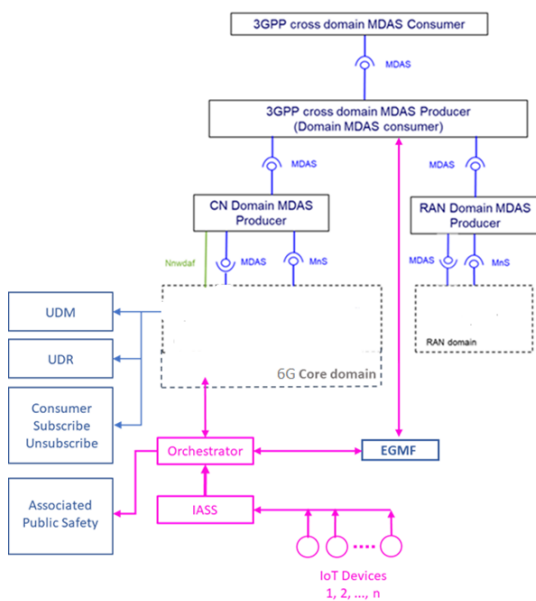 3GPP cross domain MDAS Consumer
MDAS
3GPP cross domain MDAS Producer
(Domain MDAS consumer)
MDAS
MDAS
CN Domain MDAS
Producer
RAN Domain MDAS
Producer
Nnwdaf
MDAS
MnS
MDAS
MnS
UDM
UDR
RAN domain
6G Core domain
Consumer
Subscribe
Unsubscribe
Orchestrator
EGMF
Associated
Public Safety
IASS
IoT Devices
1, 2, ..., n